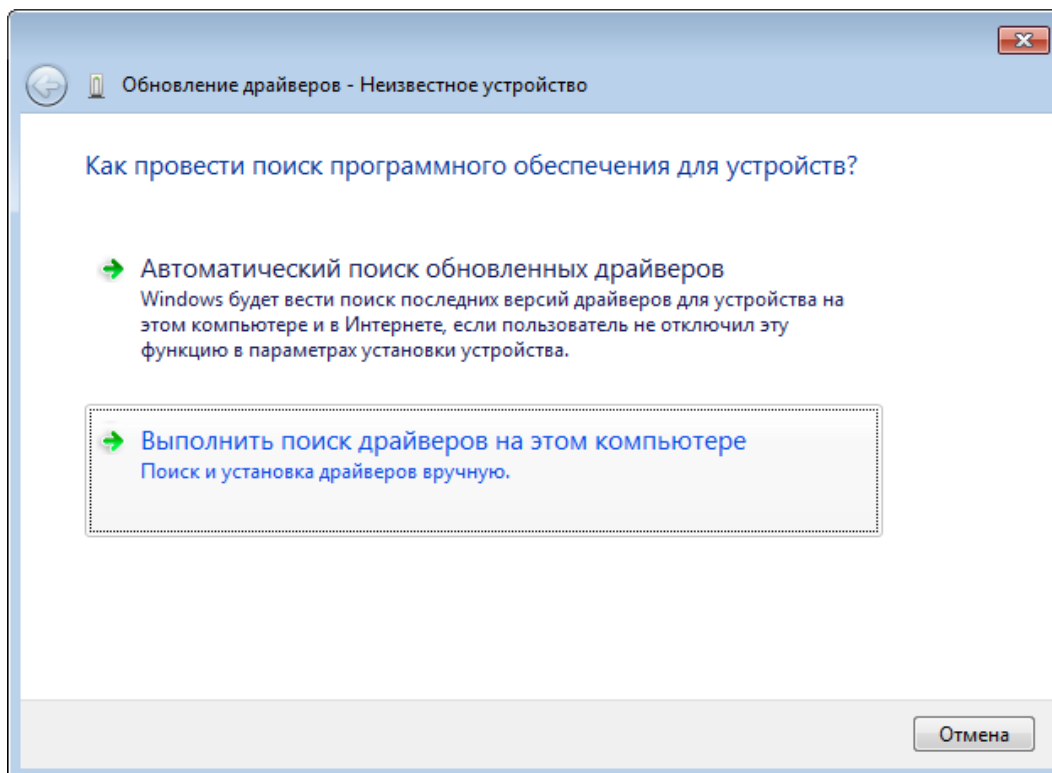 Обновление драйверов - Неизвестное устройство
Как провести поиск программного обеспечения для устройств?
Автоматический поиск обновленных драйверов
Windows будет вести поиск последних версий драйверов для устройства на
этом компьютере и в Интернете, если пользователь не отключил эту
функцию в параметрах установки устройства.
Выполнить поиск драйверов на этом компьютере
Поиск и установка драйверов вручную.
Отмена